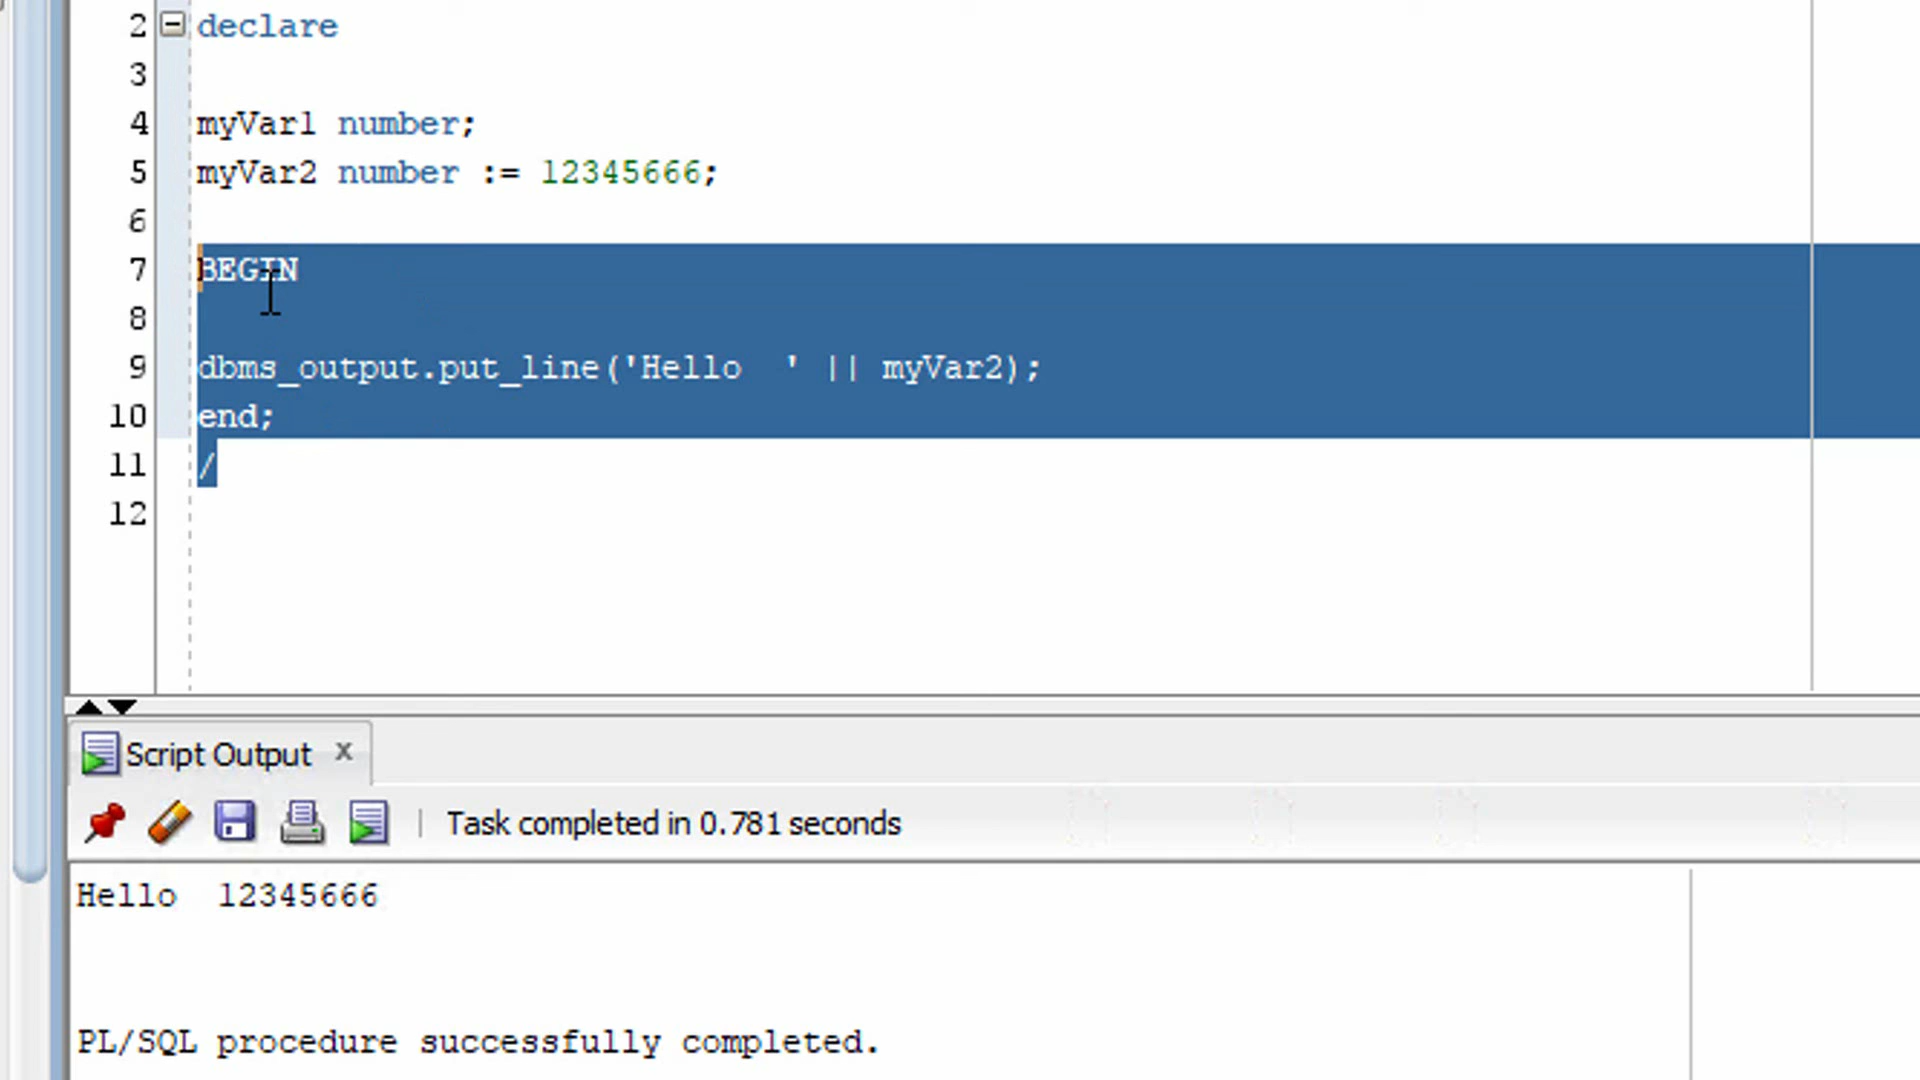 2 declare
3
4 myVar1 number;
5 myVar2 number := 12345666;
6
7 BEGIN
8
9 dbms_output.put_line('Hello  ' || myVar2);
10 end;
11 /
12
Script Output x
Task completed in 0.781 seconds
Hello  12345666
PL/SQL procedure successfully completed.